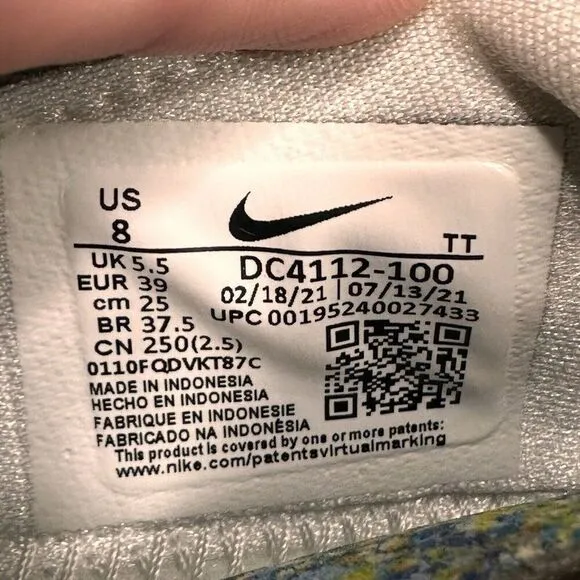 US
8
TT
UK 5.5
EUR 39
cm 25
BR 37.5
CN 250(2.5)
DC4112-100
02/18/21 | 07/13/21
UPC 00195240027433
0110FQDVKT87C
MADE IN INDONESIA
HECHO EN INDONESIA
FABRIQUE EN INDONESIE
FABRICADO NA INDONÉSIA
This product is covered by one or more patents:
www.nike.com/patentsvirtualmarking